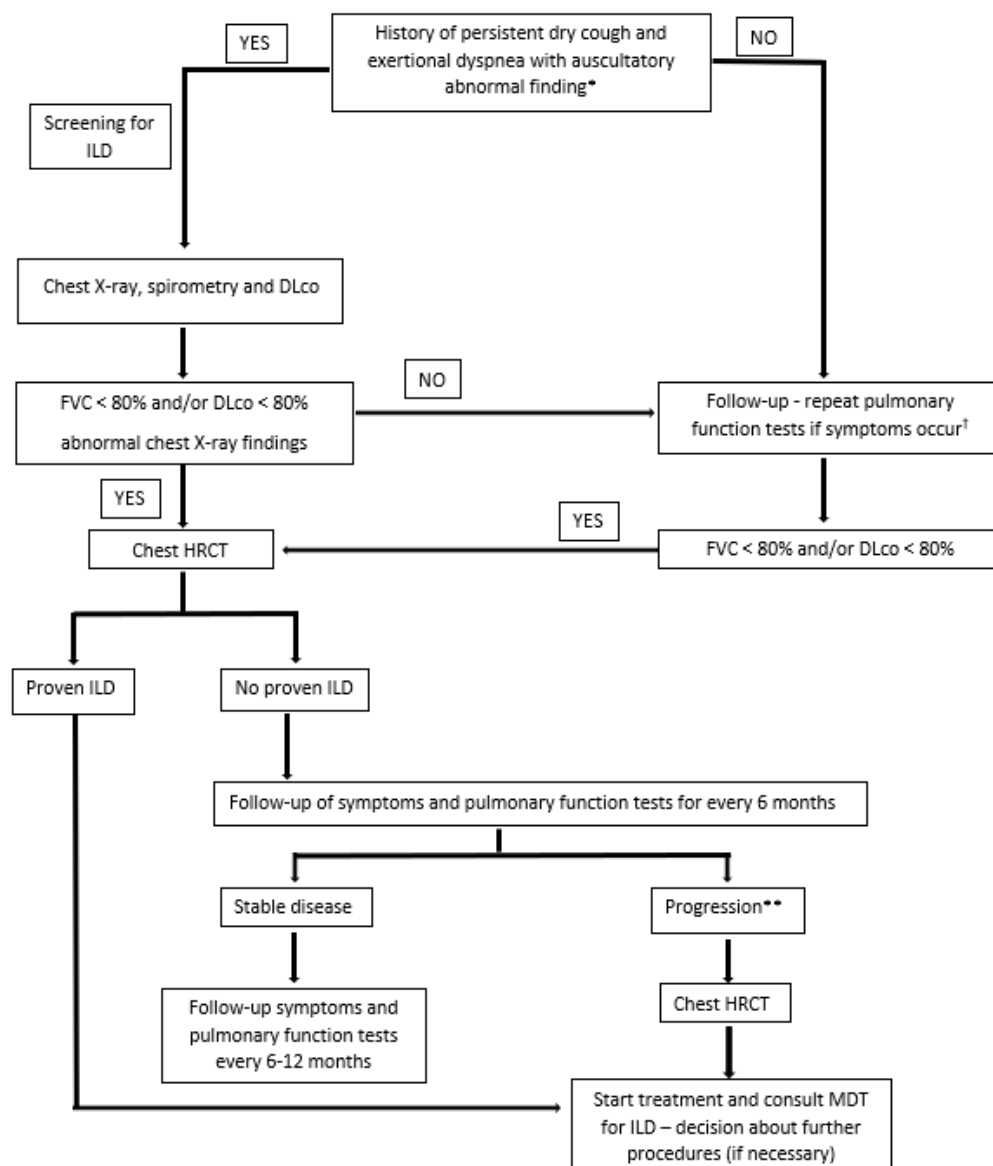 YES
History of persistent dry cough and
exertional dyspnea with auscultatory
abnormal finding*
NO
Screening for
ILD
Chest X-ray, spirometry and DLco
FVC < 80% and/or DLco < 80%
abnormal chest X-ray findings
NO
Follow-up - repeat pulmonary
function tests if symptoms occur†
YES
YES
Chest HRCT
FVC < 80% and/or DLco < 80%
Proven ILD
No proven ILD
Follow-up of symptoms and pulmonary function tests for every 6 months
Stable disease
Progression**
Follow-up symptoms and
pulmonary function tests
every 6-12 months
Chest HRCT
Start treatment and consult MDT
for ILD – decision about further
procedures (if necessary)